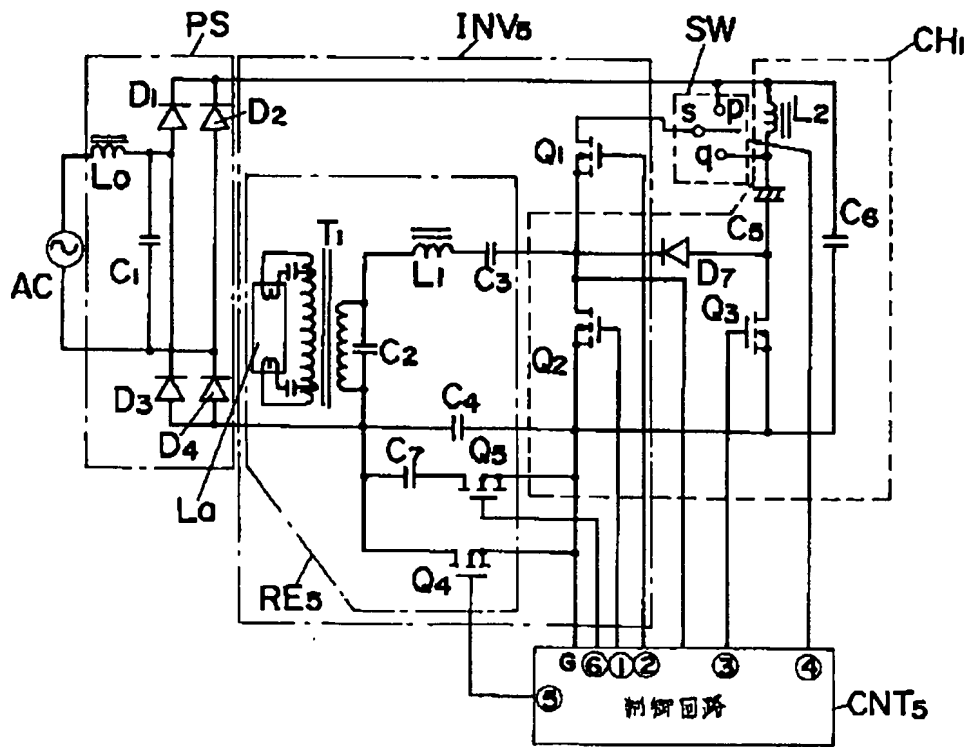 PS
INV5
SW
CH1
D1
D2
L0
C1
AC
D3
D4
La
T1
L1
C3
C2
C4
C7
Q5
Q4
RE5
Q1
Q2
s
p
q
L2
C5
C6
D7
Q3
G ⑥ ① ② ③ ④
⑤
制御回路
CNT5